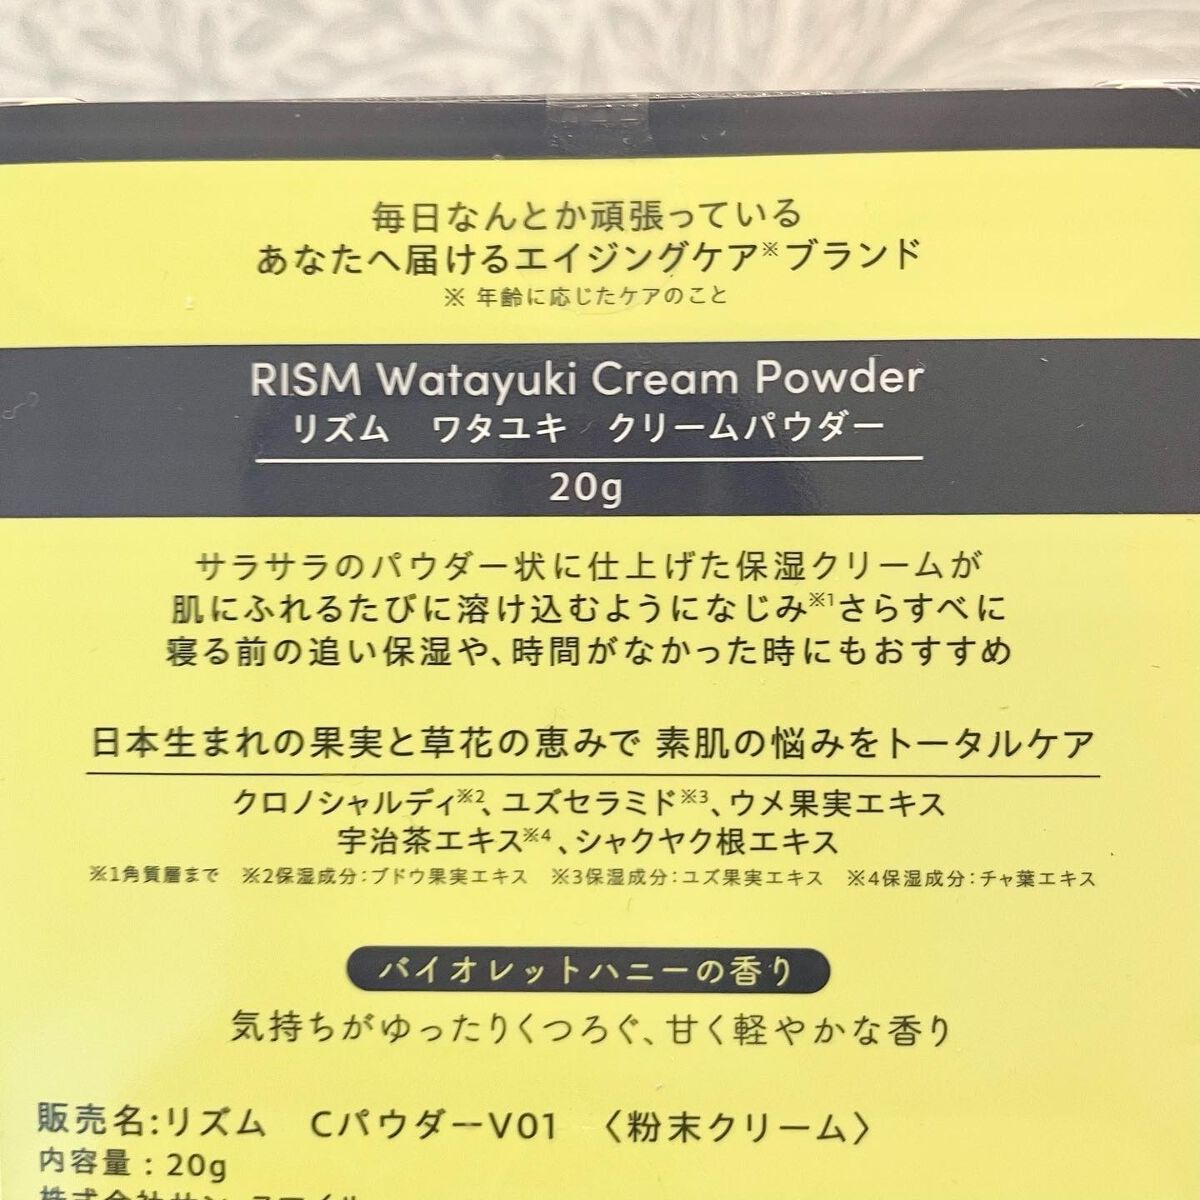 毎日なんとか頑張っている
あなたへ届けるエイジングケア※ブランド
※ 年齢に応じたケアのこと
RISM Watayuki Cream Powder
リズム ワタユキ クリームパウダー
20g
サラサラのパウダー状に仕上げた保湿クリームが
肌にふれるたびに溶け込むようになじみ※1さらすべに
寝る前の追い保湿や、時間がなかった時にもおすすめ
日本生まれの果実と草花の恵みで 素肌の悩みをトータルケア
クロノシャルディ※2、ユズセラミド※3、ウメ果実エキス
宇治茶エキス※4、シャクヤク根エキス
※1角質層まで ※2保湿成分：ブドウ果実エキス ※3保湿成分：ユズ果実エキス ※4保湿成分：チャ葉エキス
バイオレットハニーの香り
気持ちがゆったりくつろぐ、甘く軽やかな香り
販売名：リズム CパウダーV01 〈粉末クリーム〉
内容量：20g
株式会社サン・スマイル